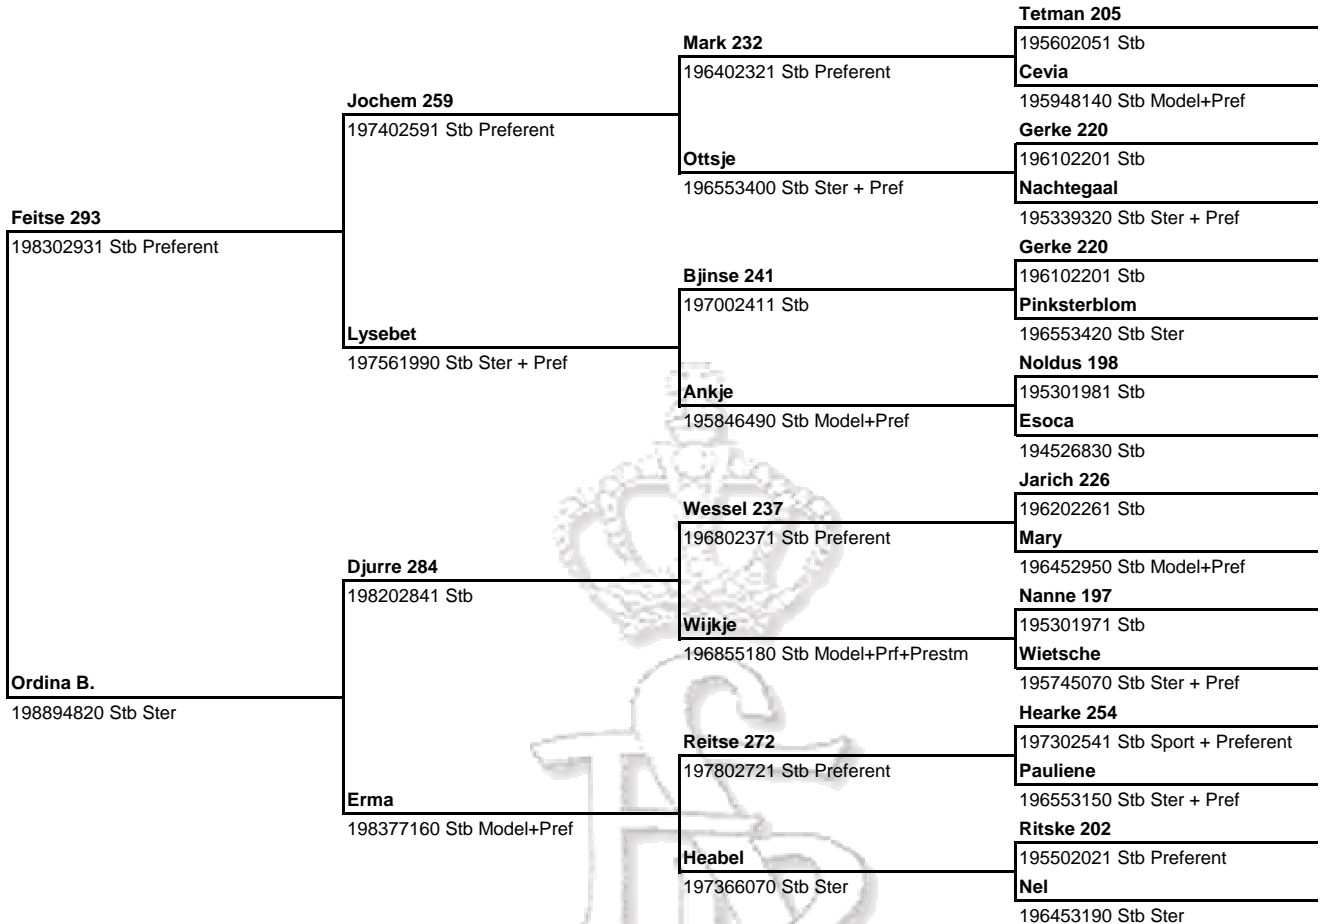 Tetman 205
Mark 232
195602051 Stb
196402321 Stb Preferent
Cevia
Jochem 259
195948140 Stb Model+Pref
197402591 Stb Preferent
Gerke 220
Ottsje
196102201 Stb
196553400 Stb Ster + Pref
Nachtegaal
Feitse 293
195339320 Stb Ster + Pref
198302931 Stb Preferent
Gerke 220
Bjinse 241
196102201 Stb
197002411 Stb
Pinksterblom
Lysebet
196553420 Stb Ster
197561990 Stb Ster + Pref
Noldus 198
Ankje
195301981 Stb
195846490 Stb Model+Pref
Esoca
194526830 Stb
Jarich 226
Wessel 237
196202261 Stb
196802371 Stb Preferent
Mary
Djurre 284
196452950 Stb Model+Pref
198202841 Stb
Nanne 197
Wijkje
195301971 Stb
196855180 Stb Model+Prf+Prestm
Wietsche
Ordina B.
195745070 Stb Ster + Pref
198894820 Stb Ster
Hearke 254
Reitse 272
197302541 Stb Sport + Preferent
197802721 Stb Preferent
Pauliene
Erma
196553150 Stb Ster + Pref
198377160 Stb Model+Pref
Ritske 202
Heabel
195502021 Stb Preferent
197366070 Stb Ster
Nel
196453190 Stb Ster